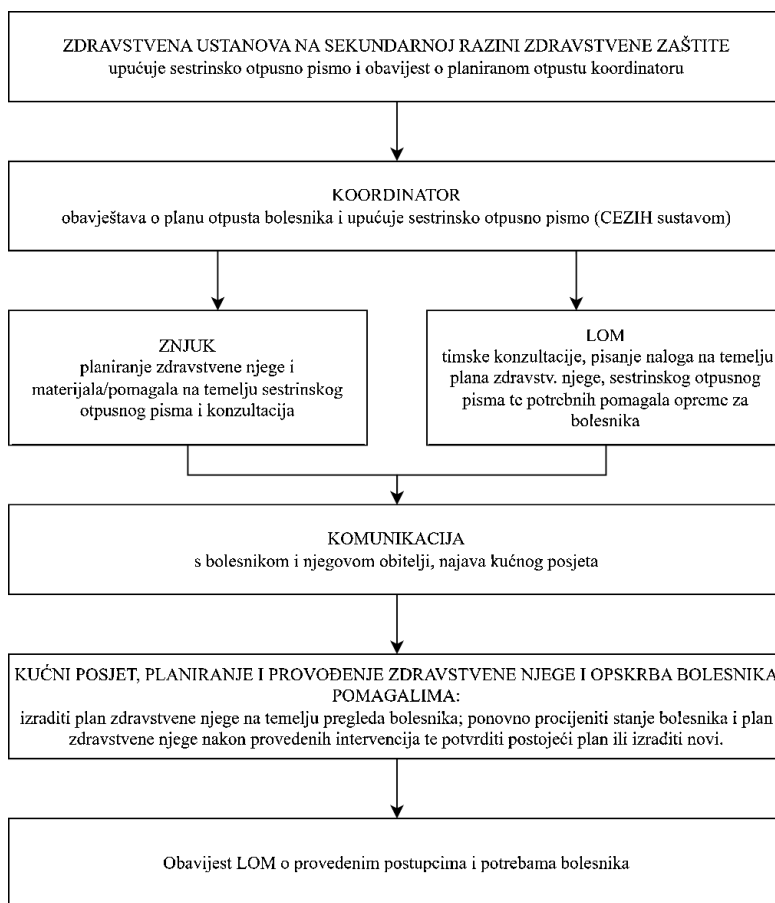 ZDRAVSTVENA USTANOVA NA SEKUNDARNOJ RAZINI ZDRAVSTVENE ZAŠTITE
upućuje sestrinsko otpusno pismo i obavijest o planiranom otpustu koordinatoru
KOORDINATOR
obavještava o planu otpusta bolesnika i upućuje sestrinsko otpusno pismo (CEZIH sustavom)
ZNJUK
planiranje zdravstvene njege i
materijala/pomagala na temelju sestrinskog
otpusnog pisma i konzultacija
LOM
timske konzultacije, pisanje naloga na temelju
plana zdravstv. njege, sestrinskog otpusnog
pisma te potrebnih pomagala opreme za
bolesnika
KOMUNIKACIJA
s bolesnikom i njegovom obitelji, najava kućnog posjeta
KUĆNI POSJET, PLANIRANJE I PROVOĐENJE ZDRAVSTVENE NJEGE I OPSKRBA BOLESNIKA
POMAGALIMA:
izraditi plan zdravstvene njege na temelju pregleda bolesnika; ponovno procijeniti stanje bolesnika i plan
zdravstvene njege nakon provedenih intervencija te potvrditi postojeći plan ili izraditi novi.
Obavijest LOM o provedenim postupcima i potrebama bolesnika